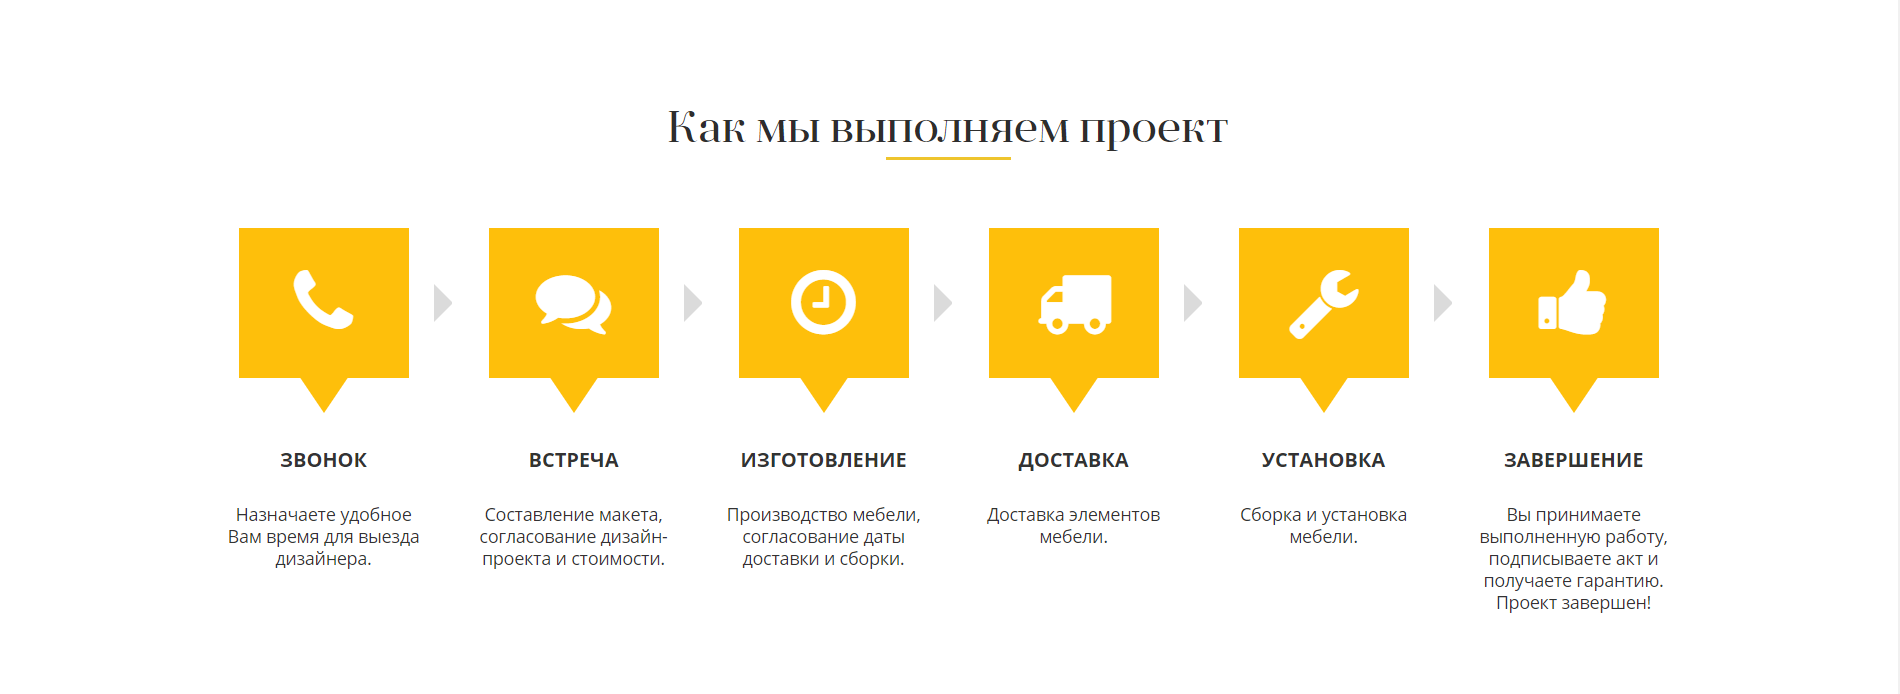 Как мы выполняем проект
ЗВОНОК
Назначаете удобное
Вам время для выезда
дизайнера.
ВСТРЕЧА
Составление макета,
согласование дизайн-
проекта и стоимости.
ИЗГОТОВЛЕНИЕ
Производство мебели,
согласование даты
доставки и сборки.
ДОСТАВКА
Доставка элементов
мебели.
УСТАНОВКА
Сборка и установка
мебели.
ЗАВЕРШЕНИЕ
Вы принимаете
выполненную работу,
подписываете акт и
получаете гарантию.
Проект завершен!